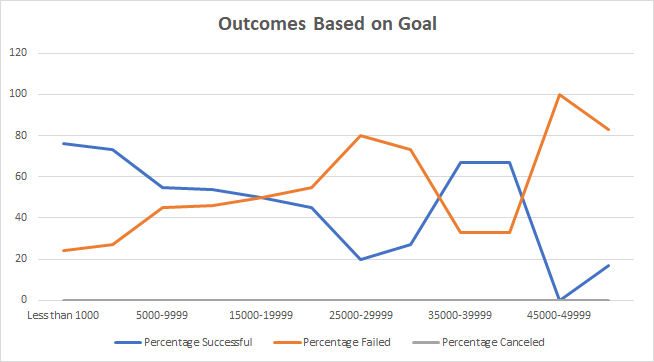 Outcomes Based on Goal
120
100
80
60
40
20
0
Less than 1000 5000-9999 15000-19999 25000-29999 35000-39999 45000-49999
Percentage Successful Percentage Failed Percentage Canceled